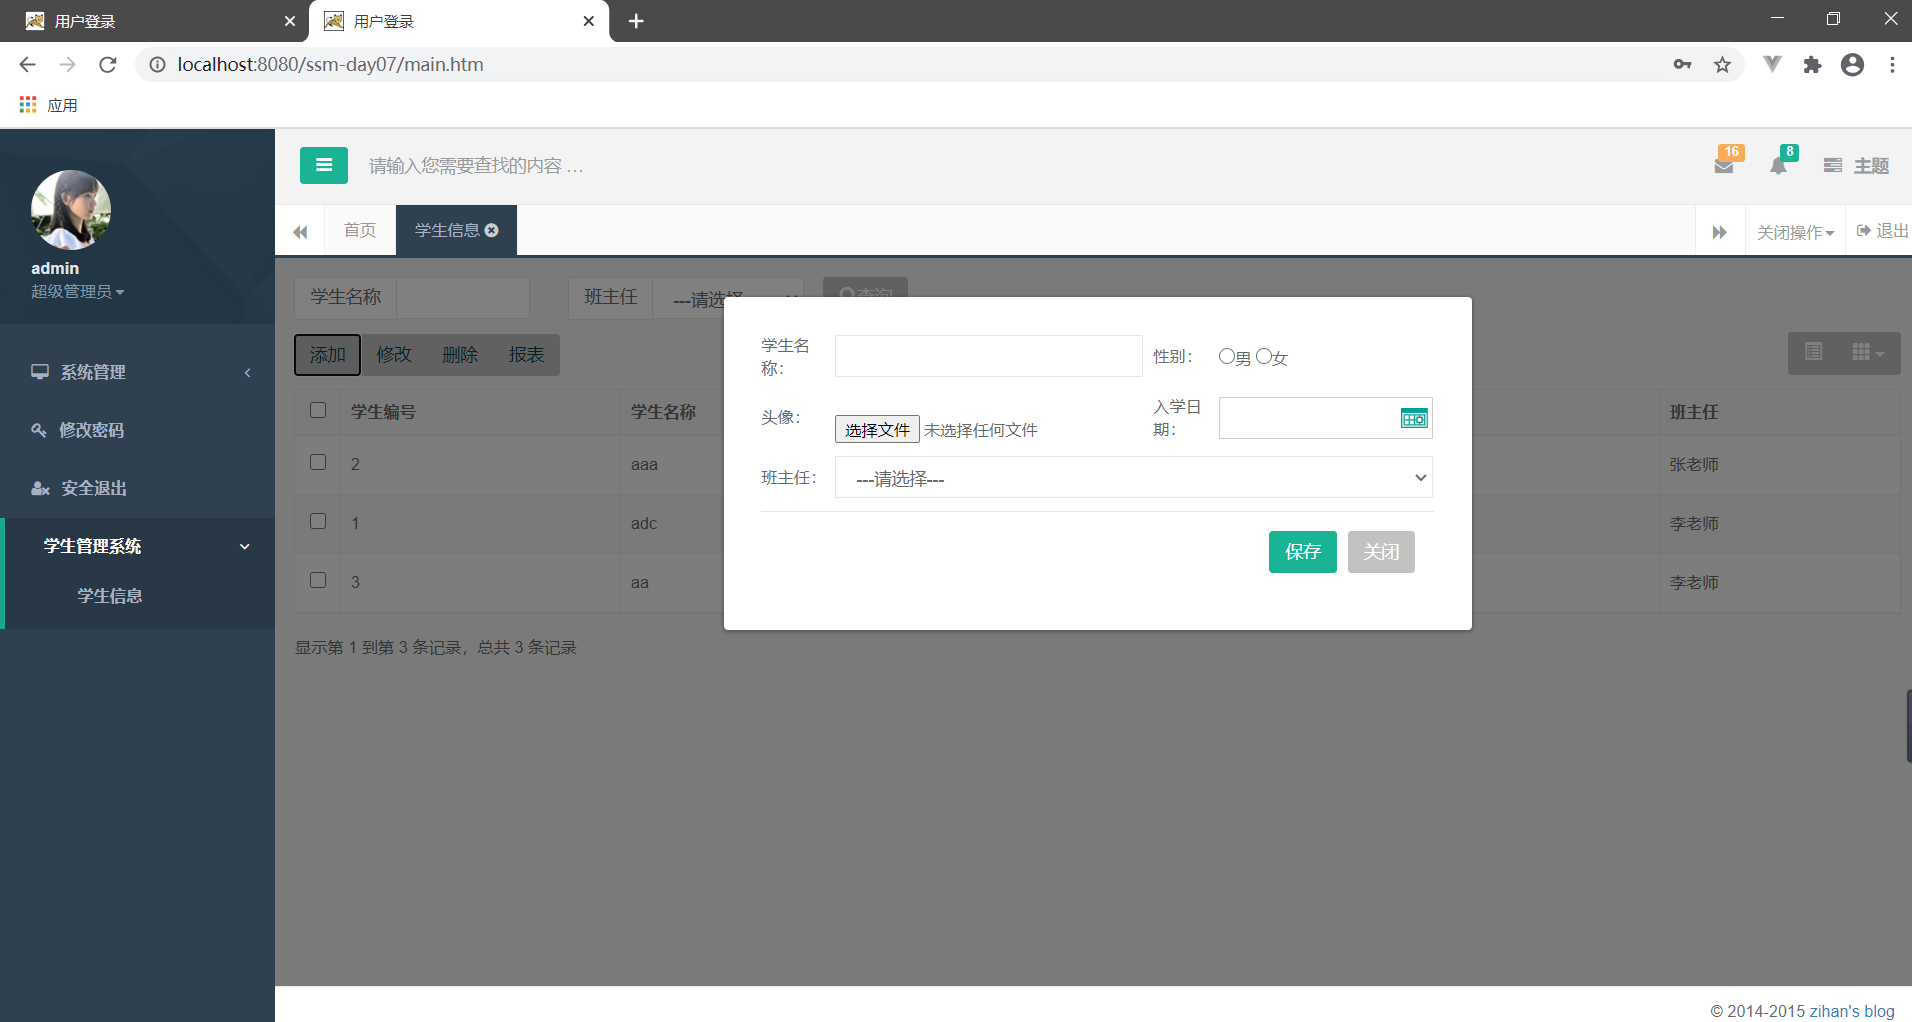 用户登录
用户登录
localhost:8080/ssm-day07/main.htm
应用
admin
超级管理员
系统管理
修改密码
安全退出
学生管理系统
学生信息
请输入您需要查找的内容 …
16
8
主题
首页
学生信息
关闭操作
退出
学生名称
班主任
---请选择
查询
添加
修改
删除
报表
学生编号
学生名称
班主任
2
aaa
张老师
1
adc
李老师
3
aa
李老师
显示第 1 到第 3 条记录，总共 3 条记录
学生名
称：
性别：
男
女
头像：
选择文件
未选择任何文件
入学日
期：
班主任：
---请选择---
保存
关闭
© 2014-2015 zihan's blog